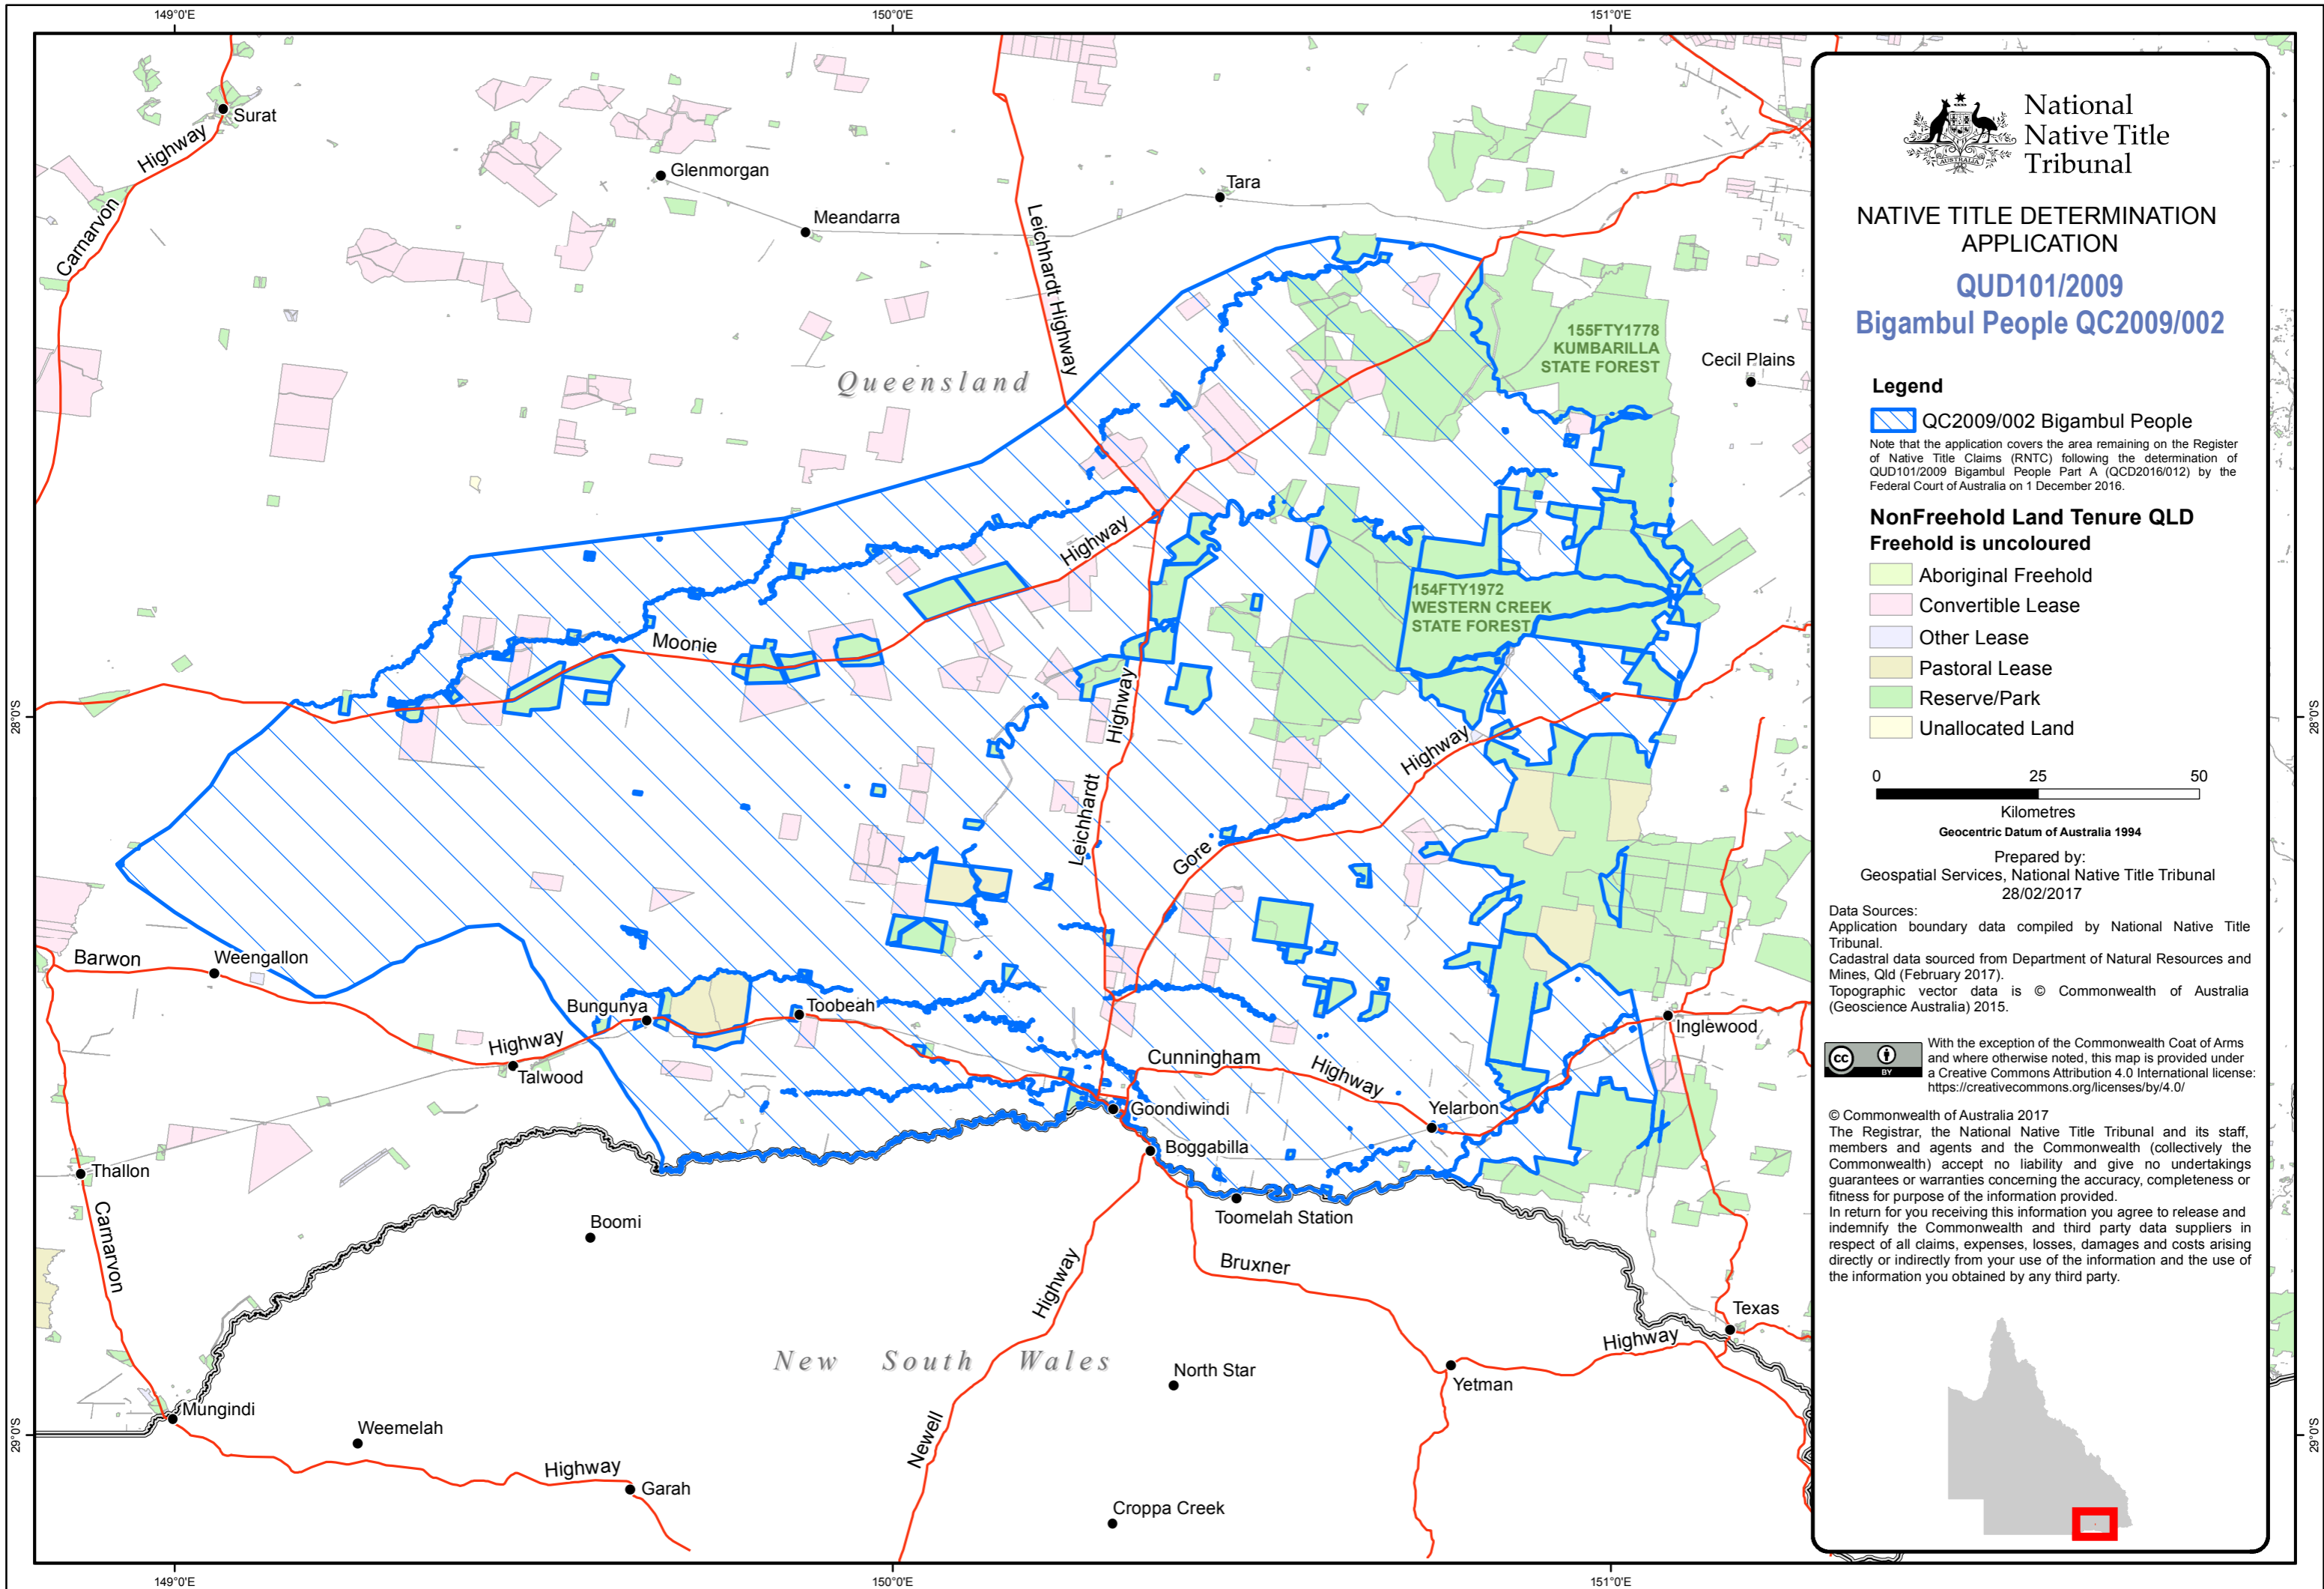 149°0'E
150°0'E
151°0'E
Surat
Highway
Carnarvon
Glenmorgan
Meandarra
Tara
Leichhardt Highway
Queensland
155FTY1778
KUMBARILLA
STATE FOREST
Cecil Plains
Highway
Moonie
154FTY1972
WESTERN CREEK
STATE FOREST
28°0'S
28°0'S
Highway
Leichhardt
Highway
Gore
Barwon
Weengallon
Bungunya
Toobeah
Highway
Talwood
Inglewood
Cunningham
Highway
Goondiwindi
Yelarbon
Boggabilla
Thallon
Carnarvon
Toomelah Station
Boomi
Bruxner
Highway
Texas
Highway
New South Wales
North Star
Yetman
Mungindi
Weemelah
Newell
29°0'S
29°0'S
Highway
Garah
Croppa Creek
149°0'E
150°0'E
151°0'E
AUSTRALIA
National
Native Title
Tribunal
NATIVE TITLE DETERMINATION
APPLICATION
QUD101/2009
Bigambul People QC2009/002
Legend
QC2009/002 Bigambul People
Note that the application covers the area remaining on the Register
of Native Title Claims (RNTC) following the determination of
QUD101/2009 Bigambul People Part A (QCD2016/012) by the
Federal Court of Australia on 1 December 2016.
NonFreehold Land Tenure QLD
Freehold is uncoloured
Aboriginal Freehold
Convertible Lease
Other Lease
Pastoral Lease
Reserve/Park
Unallocated Land
0 25 50
Kilometres
Geocentric Datum of Australia 1994
Prepared by:
Geospatial Services, National Native Title Tribunal
28/02/2017
Data Sources:
Application boundary data compiled by National Native Title
Tribunal.
Cadastral data sourced from Department of Natural Resources and
Mines, Qld (February 2017).
Topographic vector data is © Commonwealth of Australia
(Geoscience Australia) 2015.
cc BY
With the exception of the Commonwealth Coat of Arms
and where otherwise noted, this map is provided under
a Creative Commons Attribution 4.0 International license:
https://creativecommons.org/licenses/by/4.0/
© Commonwealth of Australia 2017
The Registrar, the National Native Title Tribunal and its staff,
members and agents and the Commonwealth (collectively the
Commonwealth) accept no liability and give no undertakings
guarantees or warranties concerning the accuracy, completeness or
fitness for purpose of the information provided.
In return for you receiving this information you agree to release and
indemnify the Commonwealth and third party data suppliers in
respect of all claims, expenses, losses, damages and costs arising
directly or indirectly from your use of the information and the use of
the information you obtained by any third party.